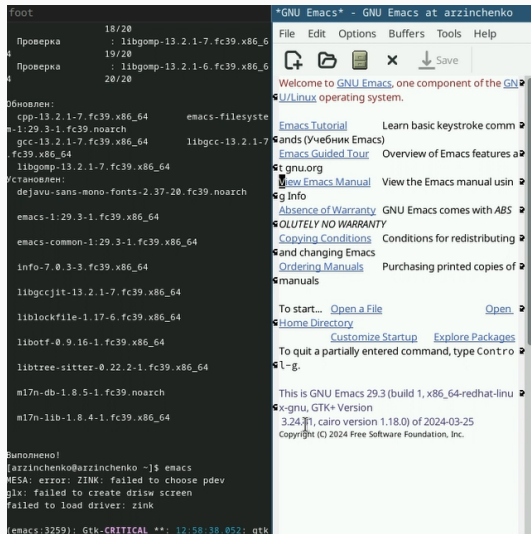 foot
18/20
Проверка : libgomp-13.2.1-7.fc39.x86_6
4 19/20
Проверка : libgomp-13.2.1-6.fc39.x86_6
4 20/20
Обновлен:
cpp-13.2.1-7.fc39.x86_64 emacs-filesyste
m-1:29.3-1.fc39.noarch
gcc-13.2.1-7.fc39.x86_64 libgcc-13.2.1-7
.fc39.x86_64
libgomp-13.2.1-7.fc39.x86_64
Установлен:
dejavu-sans-mono-fonts-2.37-20.fc39.noarch
emacs-1:29.3-1.fc39.x86_64
emacs-common-1:29.3-1.fc39.x86_64
info-7.0.3-3.fc39.x86_64
libgccjit-13.2.1-7.fc39.x86_64
liblockfile-1.17-6.fc39.x86_64
libotf-0.9.16-1.fc39.x86_64
libtree-sitter-0.22.2-1.fc39.x86_64
m17n-db-1.8.5-1.fc39.noarch
m17n-lib-1.8.4-1.fc39.x86_64
Выполнено!
[arzinchenko@arzinchenko ~]$ emacs
MESA: error: ZINK: failed to choose pdev
glx: failed to create drisw screen
failed to load driver: zink
(emacs:3259): Gtk-CRITICAL **: 12:58:38.052: gtk
*GNU Emacs* - GNU Emacs at arzinchenko
File Edit Options Buffers Tools Help
Save
Welcome to GNU Emacs, one component of the GN
U/Linux operating system.
Emacs Tutorial Learn basic keystroke comm
ands (Учебник Emacs)
Emacs Guided Tour Overview of Emacs features a
t gnu.org
View Emacs Manual View the Emacs manual usin
g Info
Absence of Warranty GNU Emacs comes with ABS
OLUTELY NO WARRANTY
Copying Conditions Conditions for redistributing
and changing Emacs
Ordering Manuals Purchasing printed copies of
manuals
To start... Open a File Open
Home Directory
Customize Startup Explore Packages
To quit a partially entered command, type Contro
l-g.
This is GNU Emacs 29.3 (build 1, x86_64-redhat-linu
x-gnu, GTK+ Version
3.24.41, cairo version 1.18.0) of 2024-03-25
Copyright (C) 2024 Free Software Foundation, Inc.